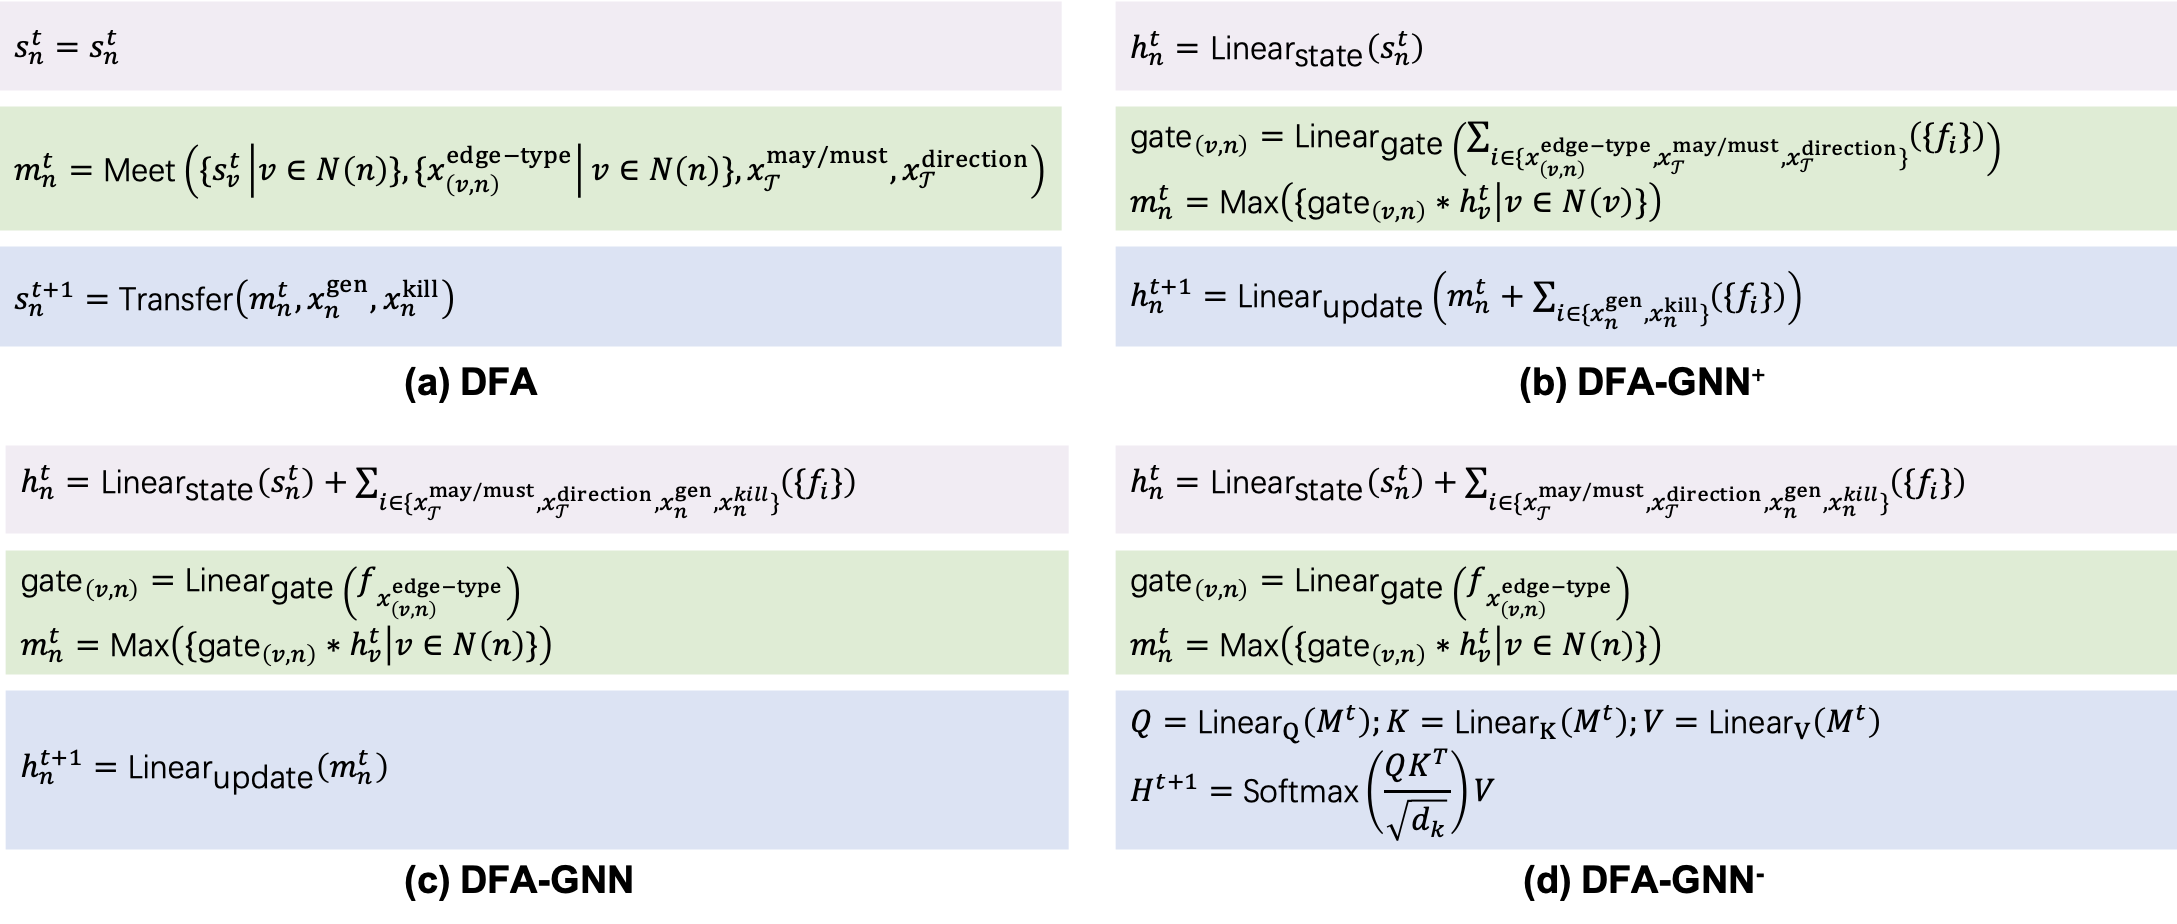 $s_n^t = s_n^t$
$m_n^t = \text{Meet}\left(\{s_v^t | v \in N(n)\}, \{x_{(v,n)}^{\text{edge-type}} | v \in N(n)\}, x_{\mathcal{T}}^{\text{may/must}}, x_{\mathcal{T}}^{\text{direction}}\right)$
$s_n^{t+1} = \text{Transfer}(m_n^t, x_n^{\text{gen}}, x_n^{\text{kill}})$
(a) DFA
$h_n^t = \text{Linear}_{\text{state}}(s_n^t)$
$\text{gate}_{(v,n)} = \text{Linear}_{\text{gate}}\left(\sum_{i \in \{x_{(v,n)}^{\text{edge-type}}, x_{\mathcal{T}}^{\text{may/must}}, x_{\mathcal{T}}^{\text{direction}}\}}(\{f_i\})\right)$
$m_n^t = \text{Max}(\{\text{gate}_{(v,n)} * h_v^t | v \in N(v)\})$
$h_n^{t+1} = \text{Linear}_{\text{update}}\left(m_n^t + \sum_{i \in \{x_n^{\text{gen}}, x_n^{\text{kill}}\}}(\{f_i\})\right)$
(b) DFA-GNN$^+$
$h_n^t = \text{Linear}_{\text{state}}(s_n^t) + \sum_{i \in \{x_{\mathcal{T}}^{\text{may/must}}, x_{\mathcal{T}}^{\text{direction}}, x_n^{\text{gen}}, x_n^{kill}\}}(\{f_i\})$
$\text{gate}_{(v,n)} = \text{Linear}_{\text{gate}}\left(f_{x_{(v,n)}^{\text{edge-type}}}\right)$
$m_n^t = \text{Max}(\{\text{gate}_{(v,n)} * h_v^t | v \in N(n)\})$
$h_n^{t+1} = \text{Linear}_{\text{update}}(m_n^t)$
(c) DFA-GNN
$h_n^t = \text{Linear}_{\text{state}}(s_n^t) + \sum_{i \in \{x_{\mathcal{T}}^{\text{may/must}}, x_{\mathcal{T}}^{\text{direction}}, x_n^{\text{gen}}, x_n^{kill}\}}(\{f_i\})$
$\text{gate}_{(v,n)} = \text{Linear}_{\text{gate}}\left(f_{x_{(v,n)}^{\text{edge-type}}}\right)$
$m_n^t = \text{Max}(\{\text{gate}_{(v,n)} * h_v^t | v \in N(n)\})$
$Q = \text{Linear}_{\text{Q}}(M^t); K = \text{Linear}_{\text{K}}(M^t); V = \text{Linear}_{\text{V}}(M^t)$
$H^{t+1} = \text{Softmax}\left(\frac{QK^T}{\sqrt{d_k}}\right)V$
(d) DFA-GNN$^-$